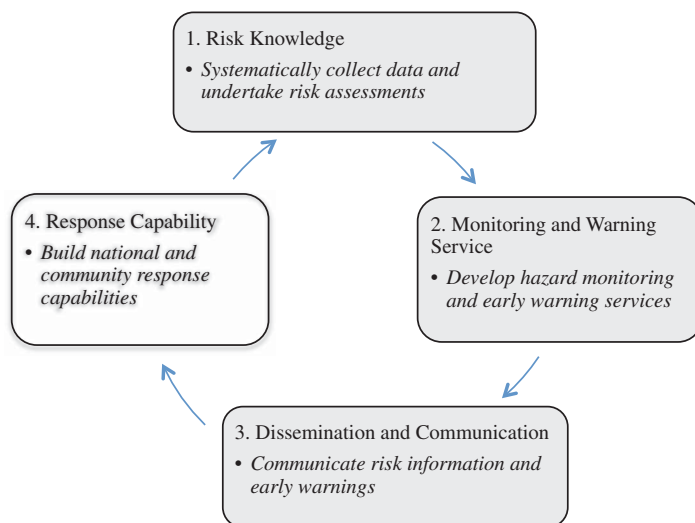 1. Risk Knowledge
• Systematically collect data and
undertake risk assessments
2. Monitoring and Warning
Service
• Develop hazard monitoring
and early warning services
3. Dissemination and Communication
• Communicate risk information and
early warnings
4. Response Capability
• Build national and
community response
capabilities